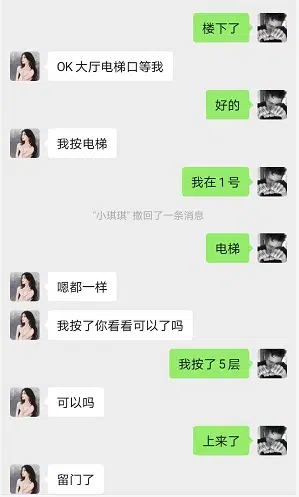 楼下了
OK 大厅电梯口等我
好的
我按电梯
我在 1 号
"小琪琪" 撤回了一条消息
电梯
嗯都一样
我按了你看看可以了吗
我按了 5 层
可以吗
上来了
留门了